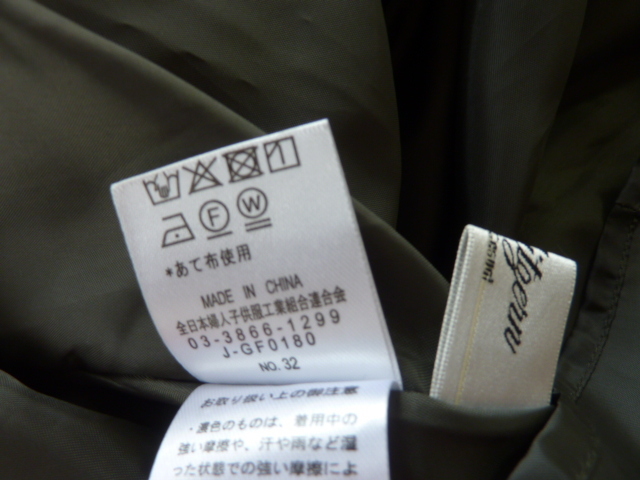 F W
*あて布使用
MADE IN CHINA
全日本婦人子供服工業組合連合会
03-3866-1299
J-GF0180
NO.32
お取り扱い上の御注意
・濃色のものは、着用中の
強い摩擦や、汗や雨など湿
った状態での強い摩擦によ